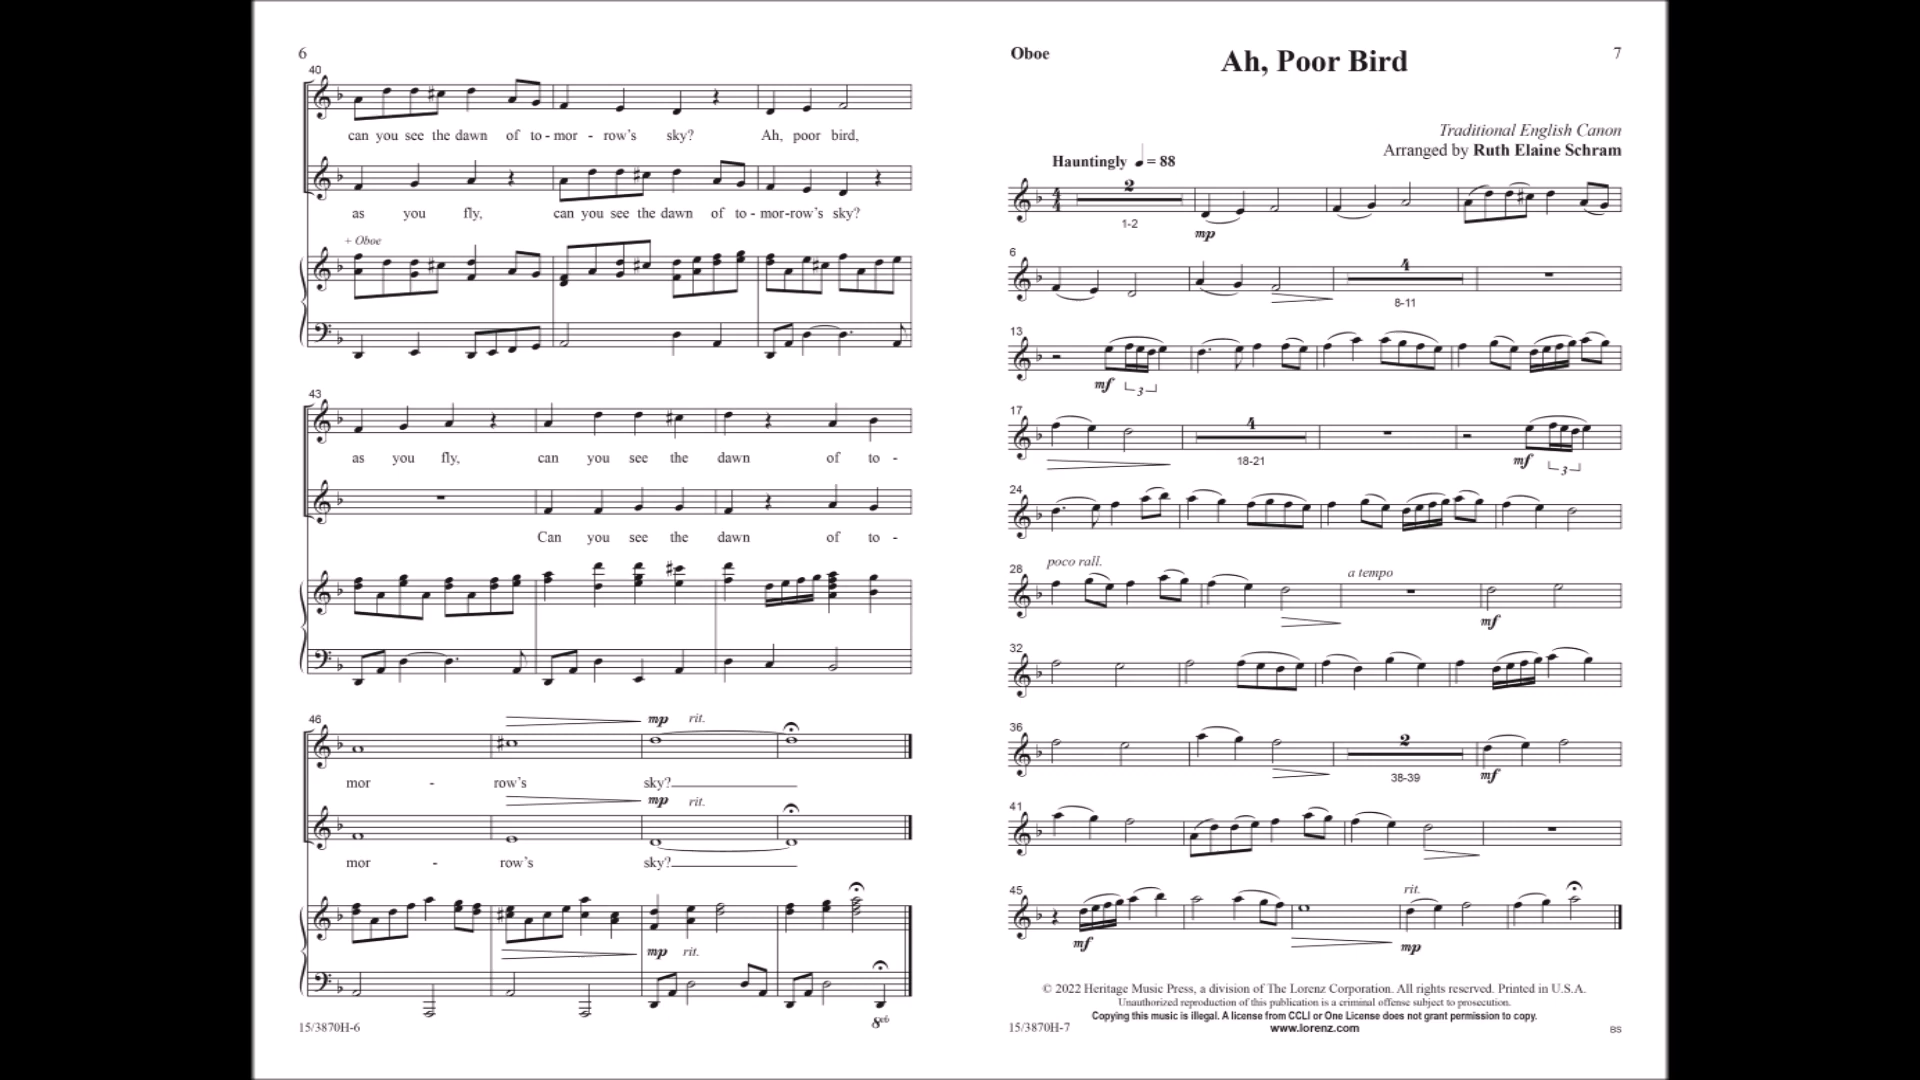 6
40
can you see the dawn of to - mor - row's sky? Ah, poor bird,
as you fly, can you see the dawn of to - mor-row's sky?
+ Oboe
43
as you fly, can you see the dawn of to -
Can you see the dawn of to -
46
mp rit.
mor - row's sky?
mp rit.
mor - row's sky?
mp rit.
15/3870H-6
Oboe
Ah, Poor Bird
7
Traditional English Canon
Arranged by Ruth Elaine Schram
Hauntingly = 88
4 4
2
1-2
mp
6
4
8-11
13
mf 3
17
4
18-21
mf 3
24
28
poco rall.
a tempo
mf
32
36
2
38-39
mf
41
45
mf
rit.
mp
© 2022 Heritage Music Press, a division of The Lorenz Corporation. All rights reserved. Printed in U.S.A.
Unauthorized reproduction of this publication is a criminal offense subject to prosecution.
Copying this music is illegal. A license from CCLI or One License does not grant permission to copy.
www.lorenz.com
15/3870H-7
BS